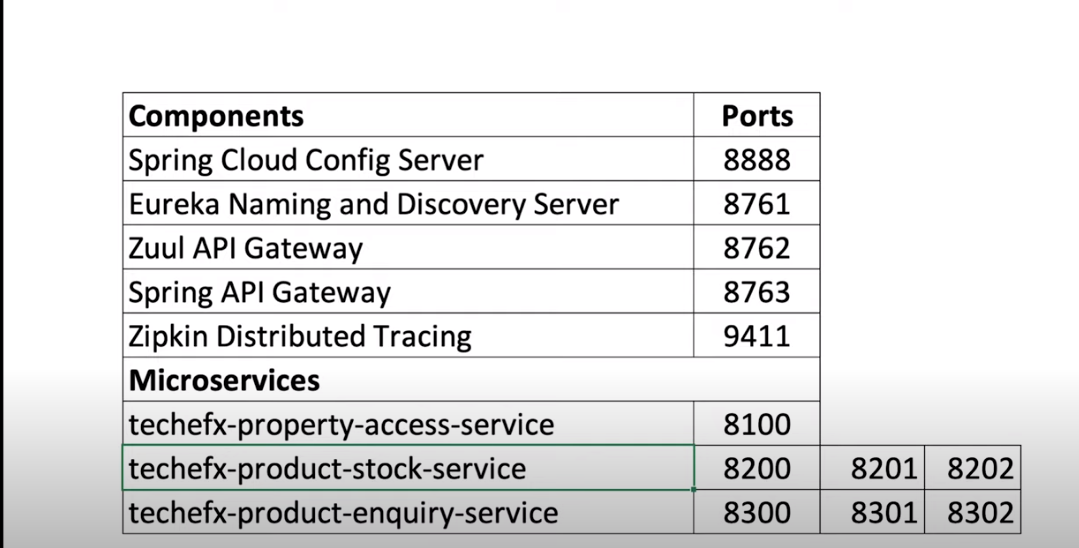 Components Ports
Spring Cloud Config Server 8888
Eureka Naming and Discovery Server 8761
Zuul API Gateway 8762
Spring API Gateway 8763
Zipkin Distributed Tracing 9411
Microservices
techefx-property-access-service 8100
techefx-product-stock-service 8200 8201 8202
techefx-product-enquiry-service 8300 8301 8302